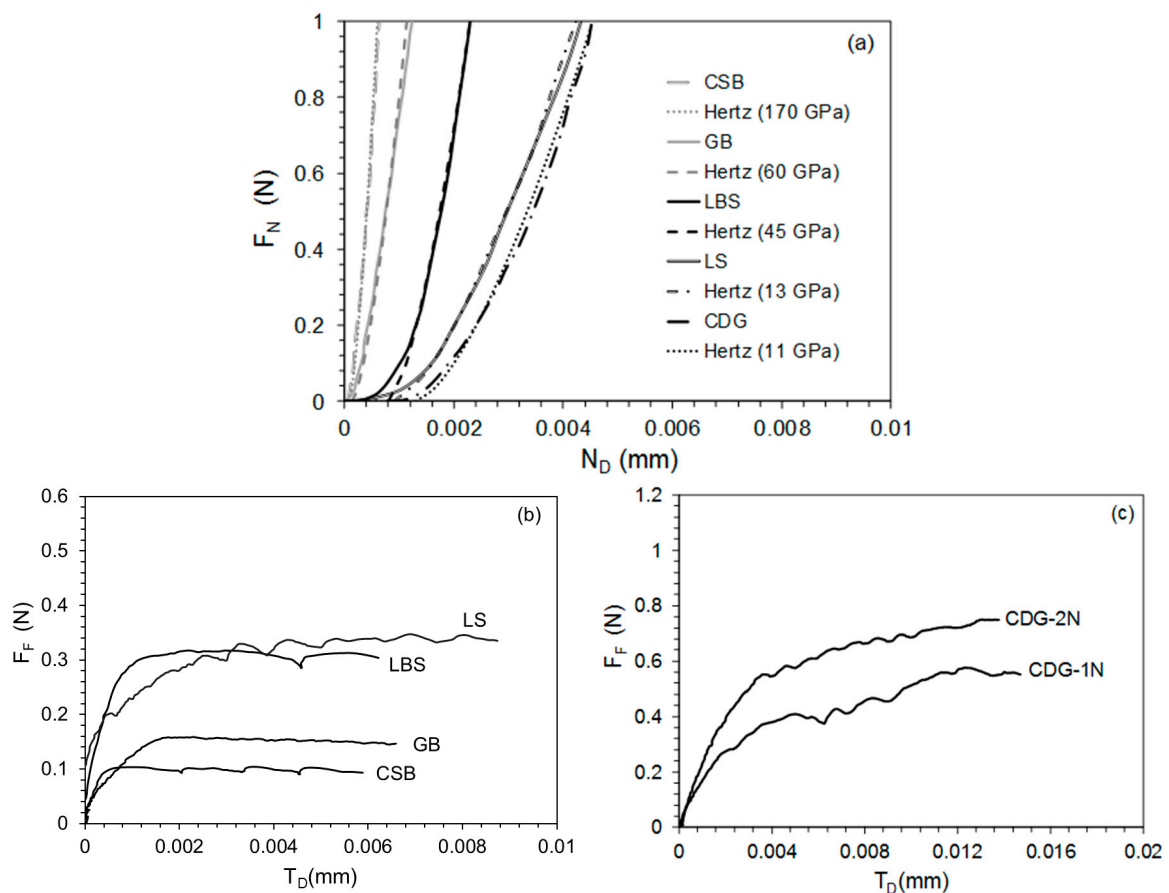 (a)
1
0.8
0.6
0.4
0.2
0
F_N (N)
CSB
Hertz (170 GPa)
GB
Hertz (60 GPa)
LBS
Hertz (45 GPa)
LS
Hertz (13 GPa)
CDG
Hertz (11 GPa)
0 0.002 0.004 0.006 0.008 0.01
N_D (mm)
(b)
0.6
0.5
0.4
0.3
0.2
0.1
0
F_F (N)
LS
LBS
GB
CSB
0 0.002 0.004 0.006 0.008 0.01
T_D(mm)
(c)
1.2
1
0.8
0.6
0.4
0.2
0
F_F (N)
CDG-2N
CDG-1N
0 0.004 0.008 0.012 0.016 0.02
T_D(mm)